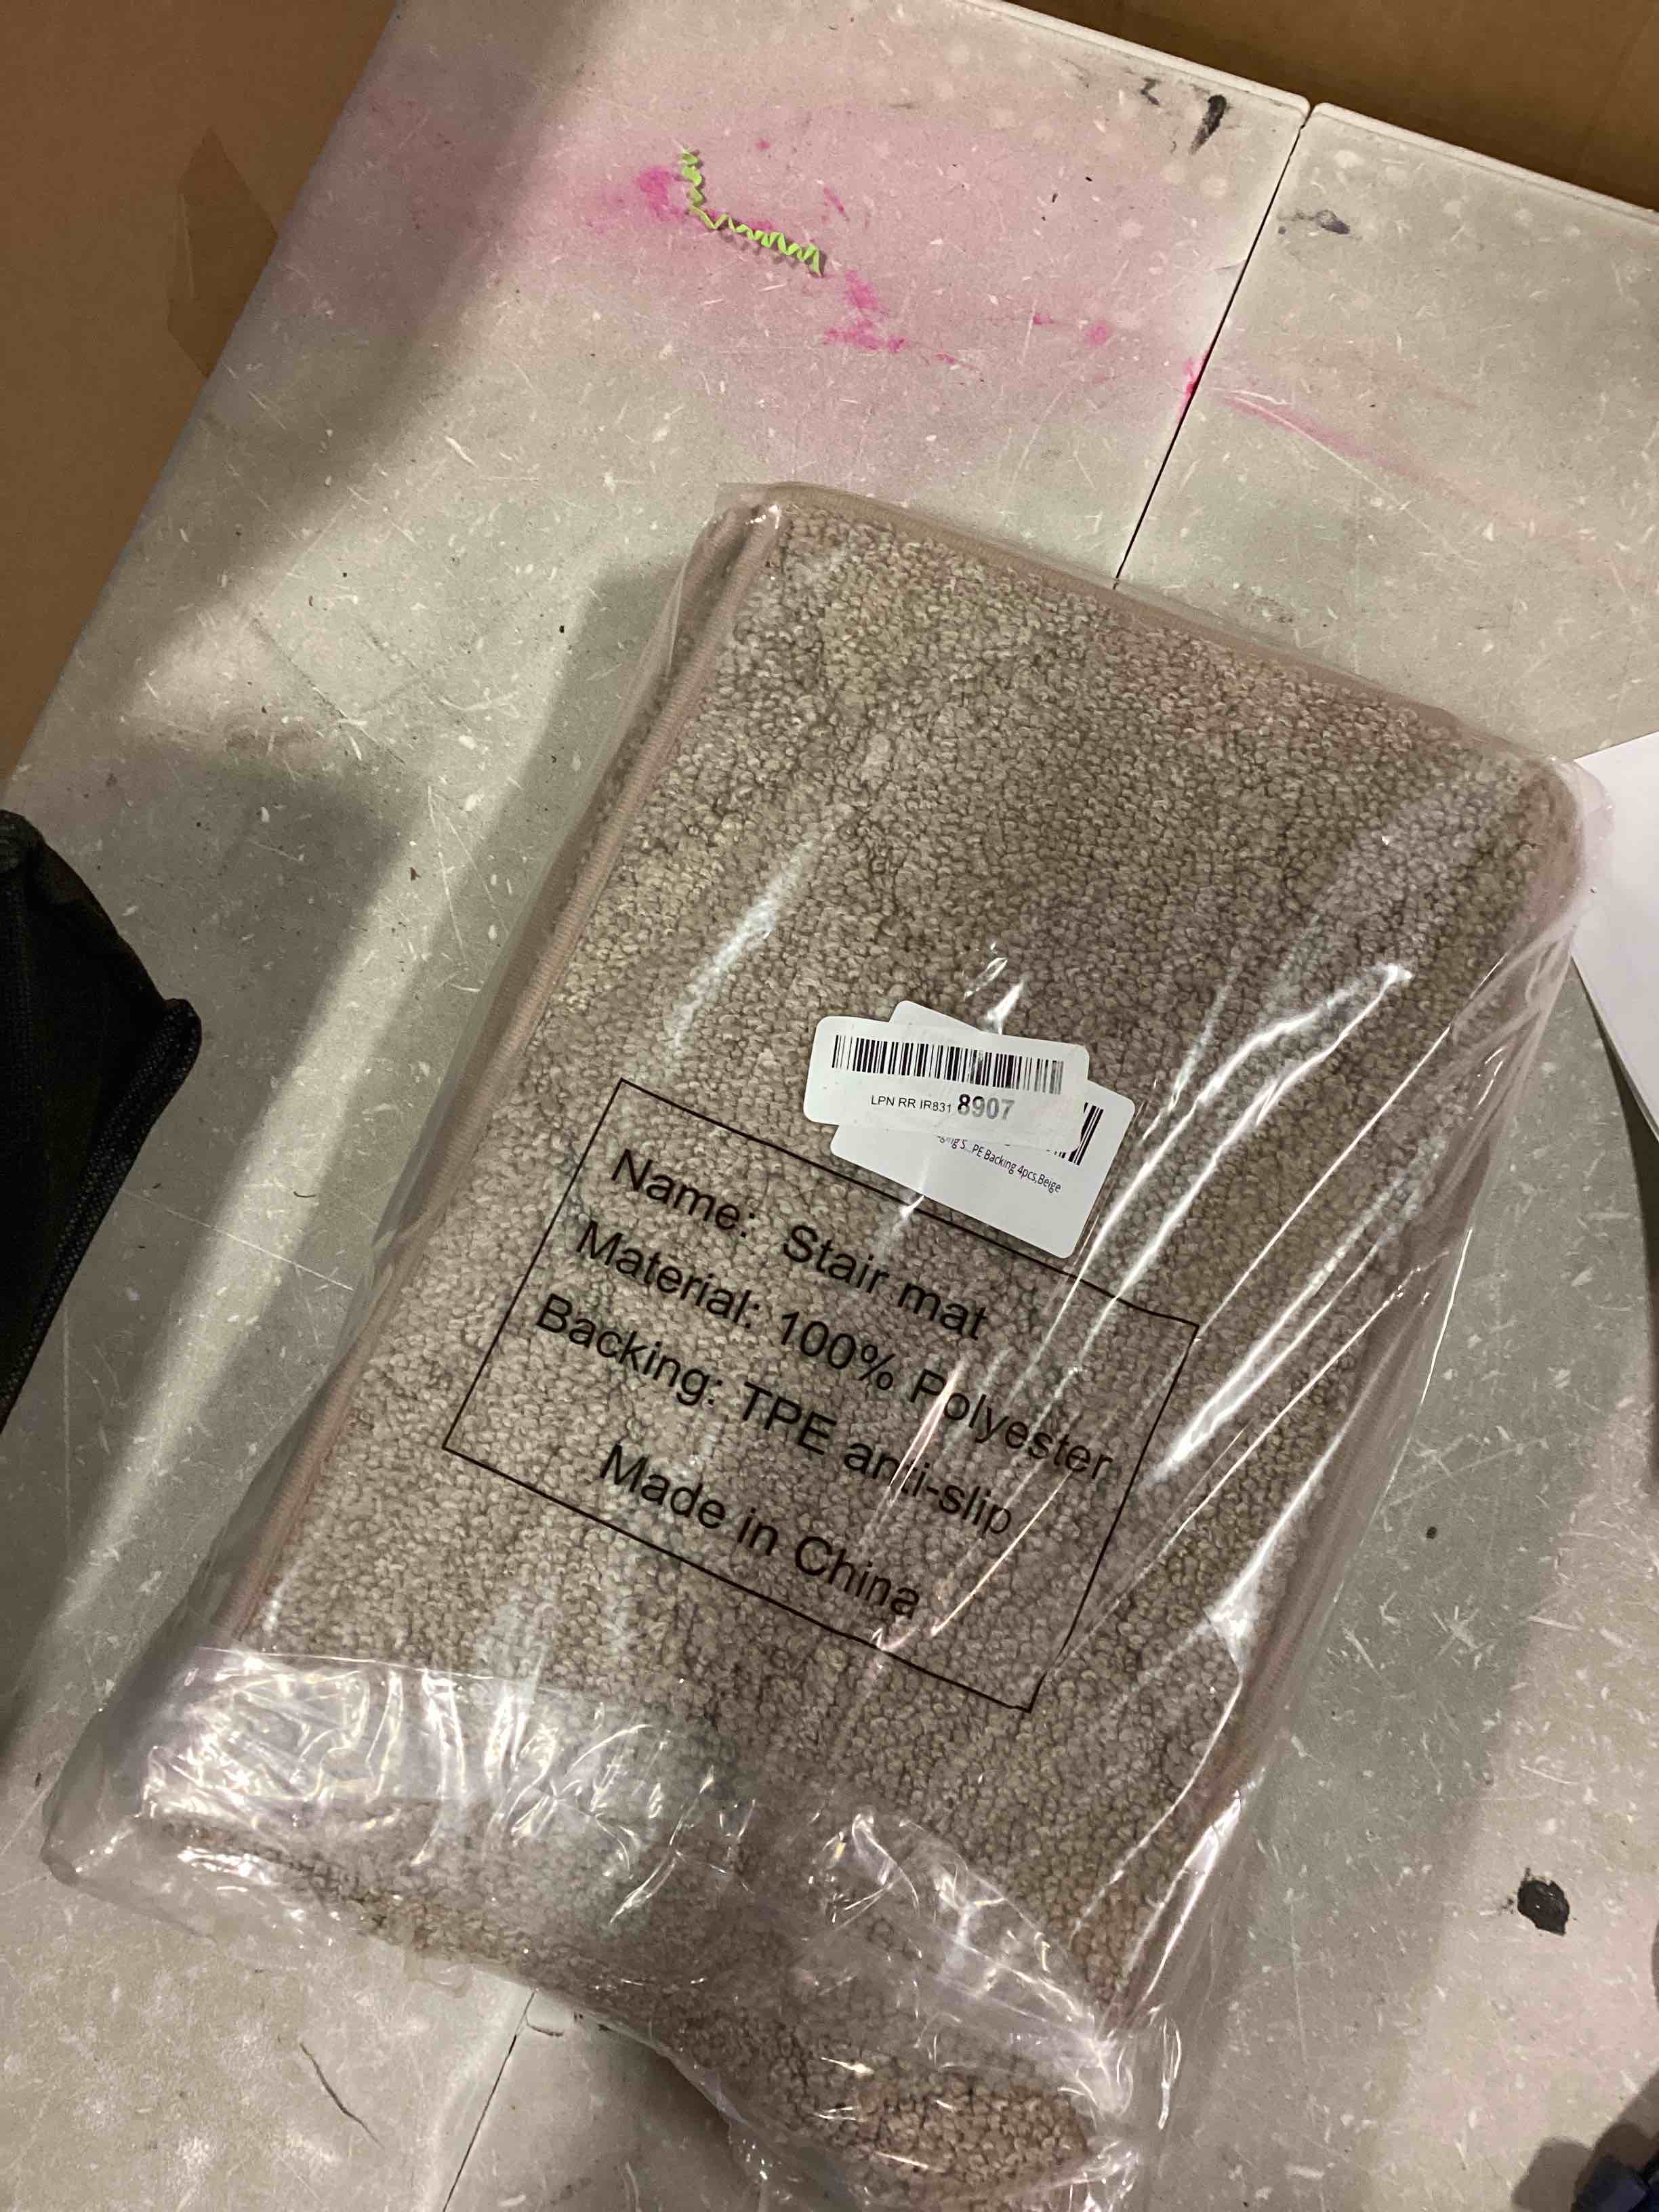 LPN RR IR831 8907
S...PE Backing 4pcs,Beige
Name: Stair mat
Material: 100% Polyester
Backing: TPE anti-slip
Made in China